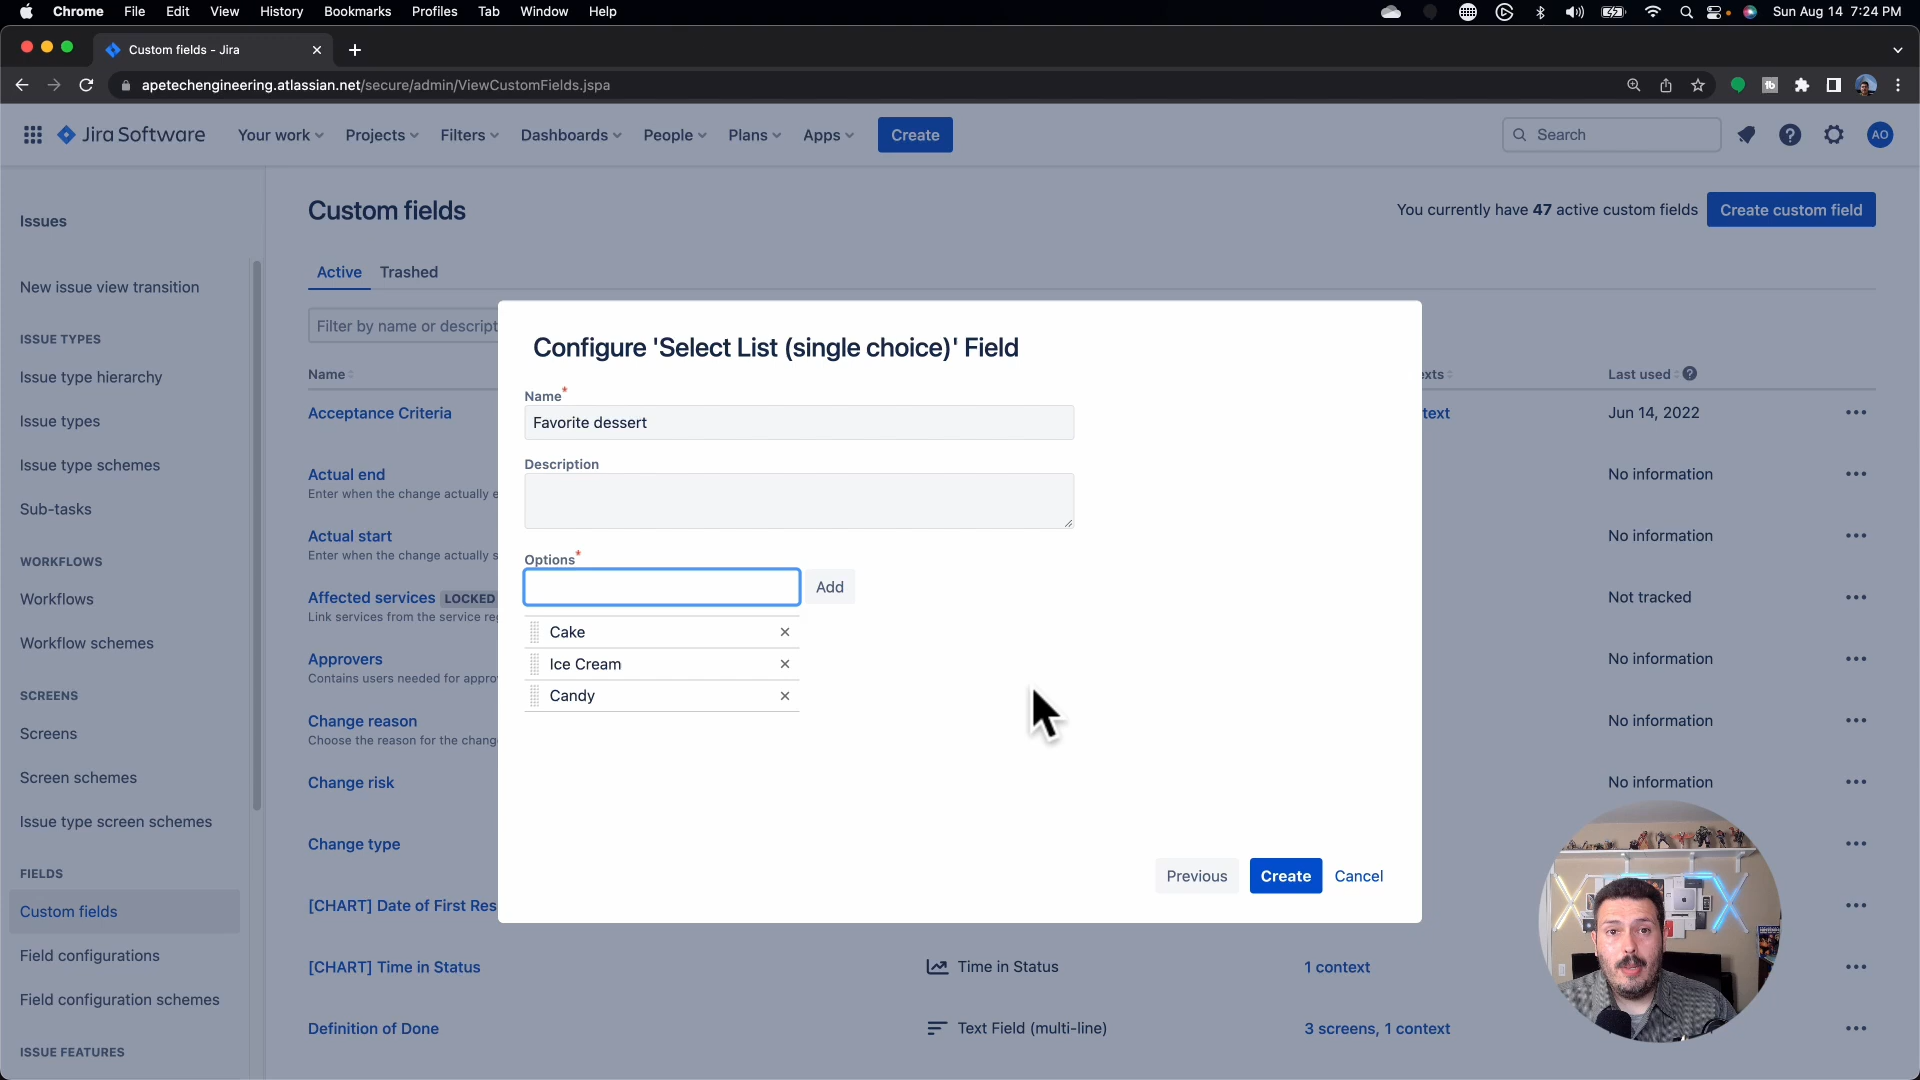 Chrome File Edit View History Bookmarks Profiles Tab Window Help Sun Aug 14 7:24 PM
Custom fields - Jira
apetechengineering.atlassian.net/secure/admin/ViewCustomFields.jspa
Jira Software Your work Projects Filters Dashboards People Plans Apps Create Search AO
Issues
New issue view transition
ISSUE TYPES
Issue type hierarchy
Issue types
Issue type schemes
Sub-tasks
WORKFLOWS
Workflows
Workflow schemes
SCREENS
Screens
Screen schemes
Issue type screen schemes
FIELDS
Custom fields
Field configurations
Field configuration schemes
ISSUE FEATURES
Custom fields You currently have 47 active custom fields Create custom field
Active Trashed
Filter by name or descript
Name exts Last used
Acceptance Criteria text Jun 14, 2022
Actual end No information
Enter when the change actually e
Actual start No information
Enter when the change actually s
Affected services LOCKED Not tracked
Link services from the service re
Approvers No information
Contains users needed for appro
Change reason No information
Choose the reason for the chang
Change risk No information
Change type
[CHART] Date of First Res
[CHART] Time in Status Time in Status 1 context
Definition of Done Text Field (multi-line) 3 screens, 1 context
Configure 'Select List (single choice)' Field
Name*
Favorite dessert
Description
Options*
Add
Cake
Ice Cream
Candy
Previous Create Cancel